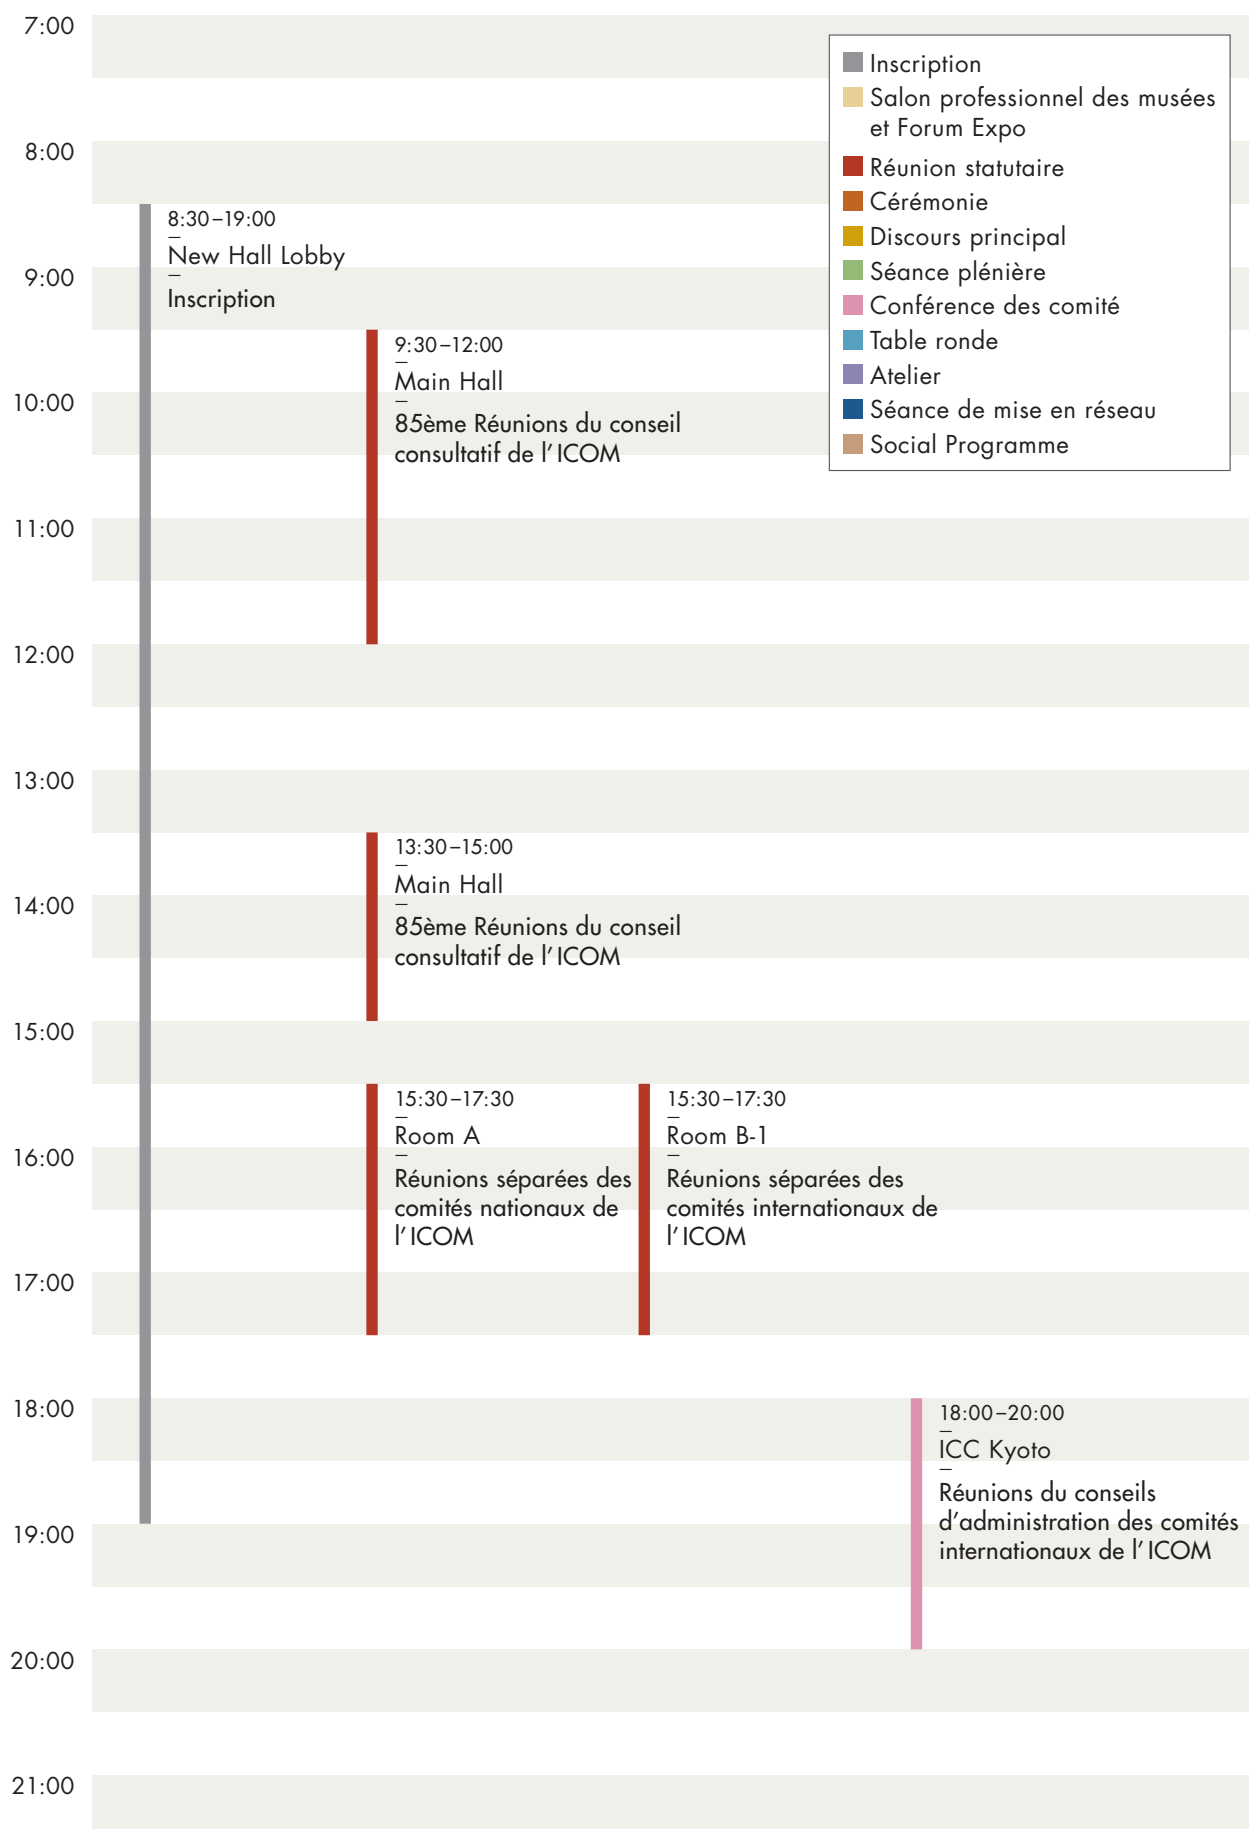 7:00
Inscription
Salon professionnel des musées
et Forum Expo
Réunion statutaire
Cérémonie
Discours principal
Séance plénière
Conférence des comité
Table ronde
Atelier
Séance de mise en réseau
Social Programme
8:00
8:30–19:00
–
New Hall Lobby
–
Inscription
9:00
9:30–12:00
–
Main Hall
–
85ème Réunions du conseil
consultatif de l'ICOM
10:00
11:00
12:00
13:00
13:30–15:00
–
Main Hall
–
85ème Réunions du conseil
consultatif de l'ICOM
14:00
15:00
15:30–17:30
–
Room A
–
Réunions séparées des
comités nationaux de
l'ICOM
15:30–17:30
–
Room B-1
–
Réunions séparées des
comités internationaux de
l'ICOM
16:00
17:00
18:00
18:00–20:00
–
ICC Kyoto
–
Réunions du conseils
d'administration des comités
internationaux de l'ICOM
19:00
20:00
21:00